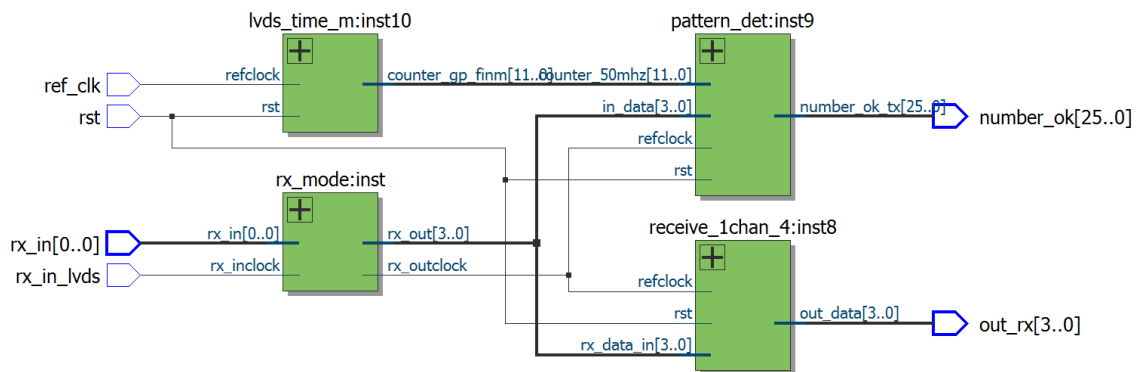 lvds_time_m:inst10
pattern_det:inst9
refclock
counter_gp_finm[11..0]
counter_50mhz[11..0]
ref_clk
rst
in_data[3..0]
number_ok_tx[25..0]
rst
number_ok[25..0]
refclock
rx_mode:inst
rst
receive_1chan_4:inst8
rx_in[0..0]
rx_in[0..0]
rx_out[3..0]
rx_in_lvds
rx_inclock
rx_outclock
refclock
rst
out_data[3..0]
out_rx[3..0]
rx_data_in[3..0]